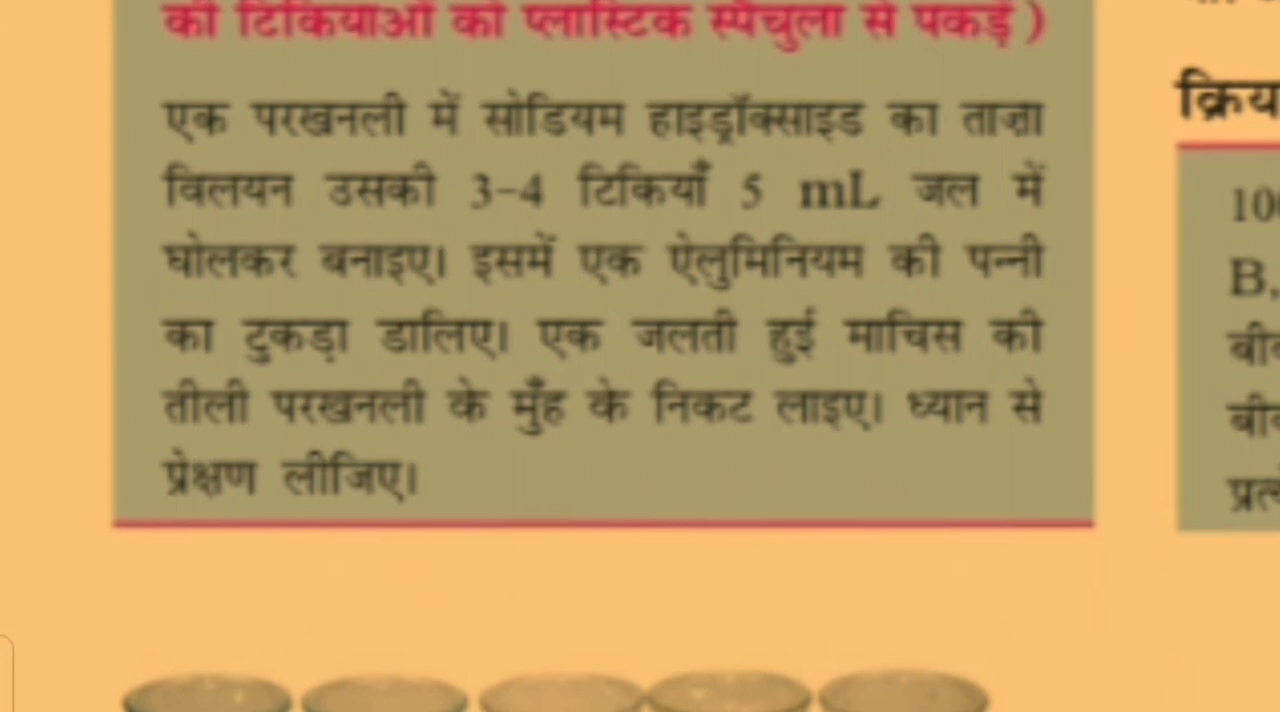 की टिकियाओं को प्लास्टिक स्पैचुला से पकड़ें)
एक परखनली में सोडियम हाइड्रॉक्साइड का ताज़ा
विलयन उसकी 3-4 टिकियाँ 5 mL जल में
घोलकर बनाइए। इसमें एक ऐलुमिनियम की पन्नी
का टुकड़ा डालिए। एक जलती हुई माचिस की
तीली परखनली के मुँह के निकट लाइए। ध्यान से
प्रेक्षण लीजिए।
B,